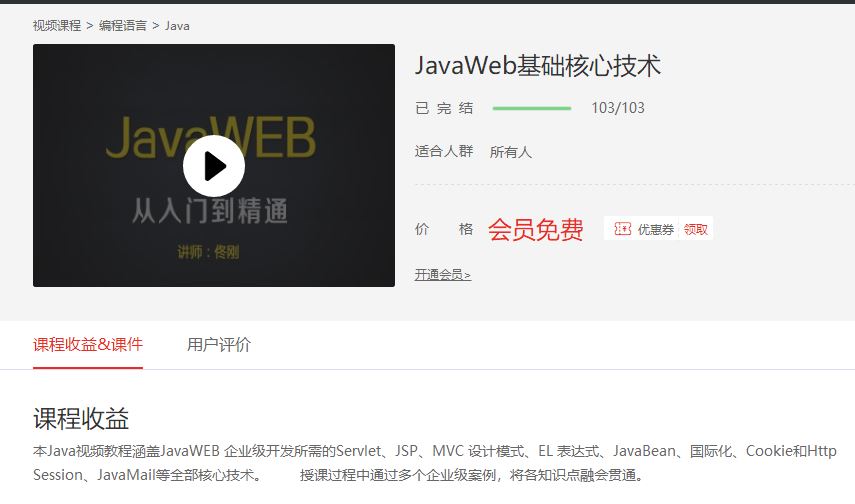 视频课程 > 编程语言 > Java
JavaWEB
从入门到精通
讲师：佟刚
JavaWeb基础核心技术
已完结 103/103
适合人群 所有人
价 格 会员免费 优惠券 领取
开通会员>
课程收益&课件 用户评价
课程收益
本Java视频教程涵盖JavaWEB 企业级开发所需的Servlet、JSP、MVC 设计模式、EL 表达式、JavaBean、国际化、Cookie和Http
Session、JavaMail等全部核心技术。 授课过程中通过多个企业级案例，将各知识点融会贯通。